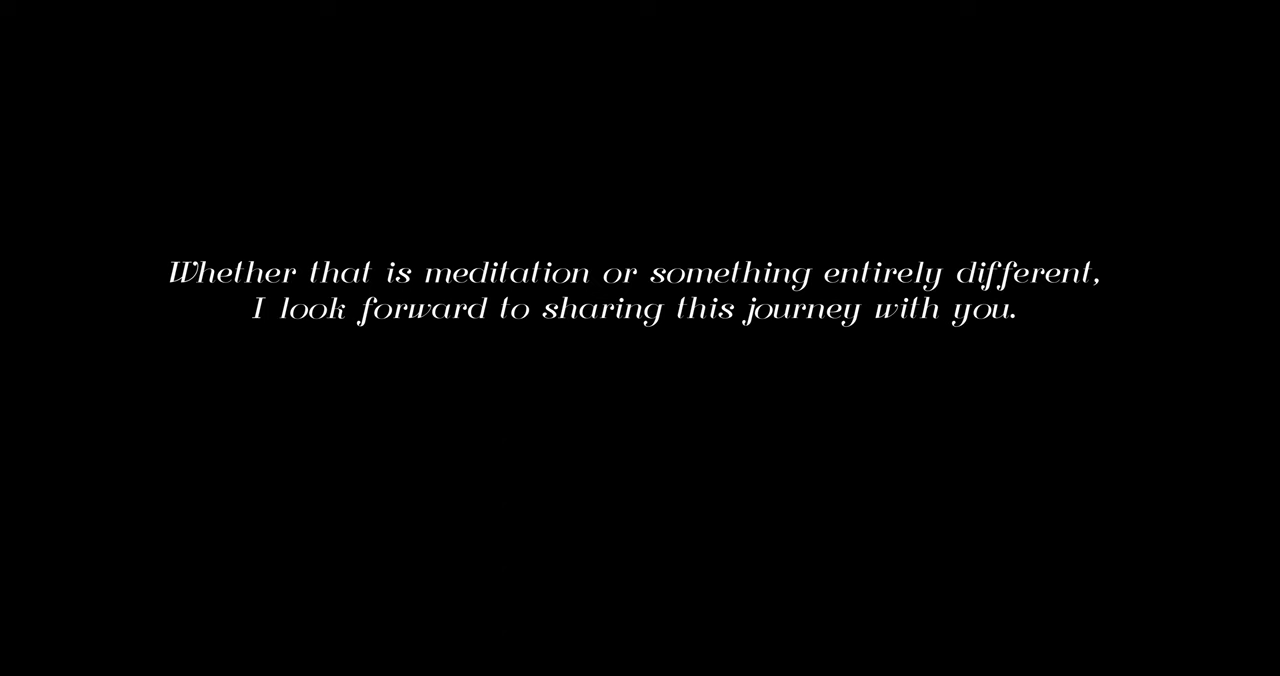 Whether that is meditation or something entirely different,
I look forward to sharing this journey with you.